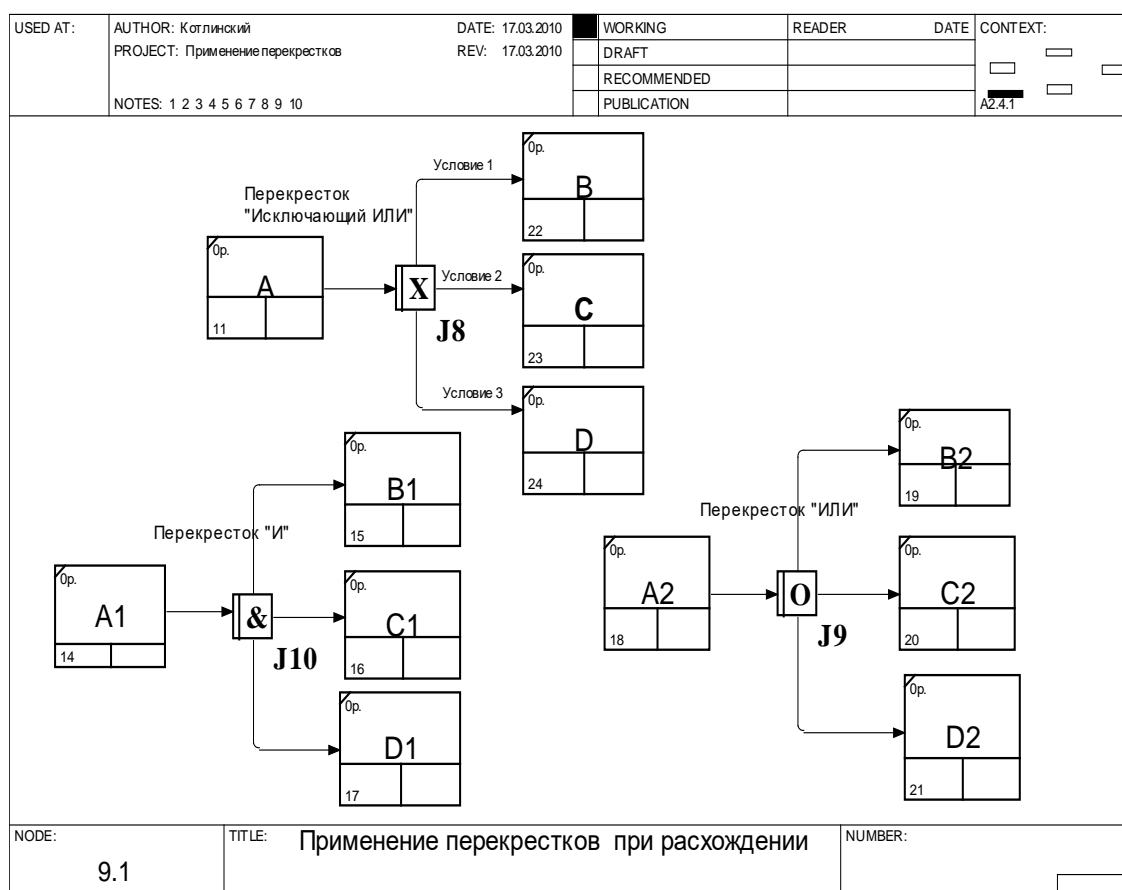 USED AT:
AUTHOR: Котлинский
DATE: 17.03.2010
WORKING
READER
DATE
CONTEXT:
PROJECT: Применение перекрестков
REV: 17.03.2010
DRAFT
RECOMMENDED
NOTES: 1 2 3 4 5 6 7 8 9 10
PUBLICATION
A2.4.1
0р.
B
22
Условие 1
Перекресток
"Исключающий ИЛИ"
0р.
A
11
X
J8
Условие 2
0р.
C
23
Условие 3
0р.
D
24
0р.
B1
15
Перекресток "И"
0р.
A1
14
&
J10
0р.
C1
16
0р.
D1
17
0р.
B2
19
Перекресток "ИЛИ"
0р.
A2
18
O
J9
0р.
C2
20
0р.
D2
21
NODE:
9.1
TITLE:
Применение перекрестков при расхождении
NUMBER: